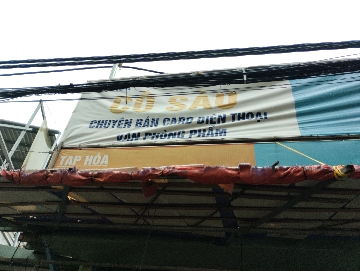 CÔ SÁU
CHUYÊN BÁN CARD ĐIỆN THOẠI
VĂN PHÒNG PHẨM
TẠP HÓA